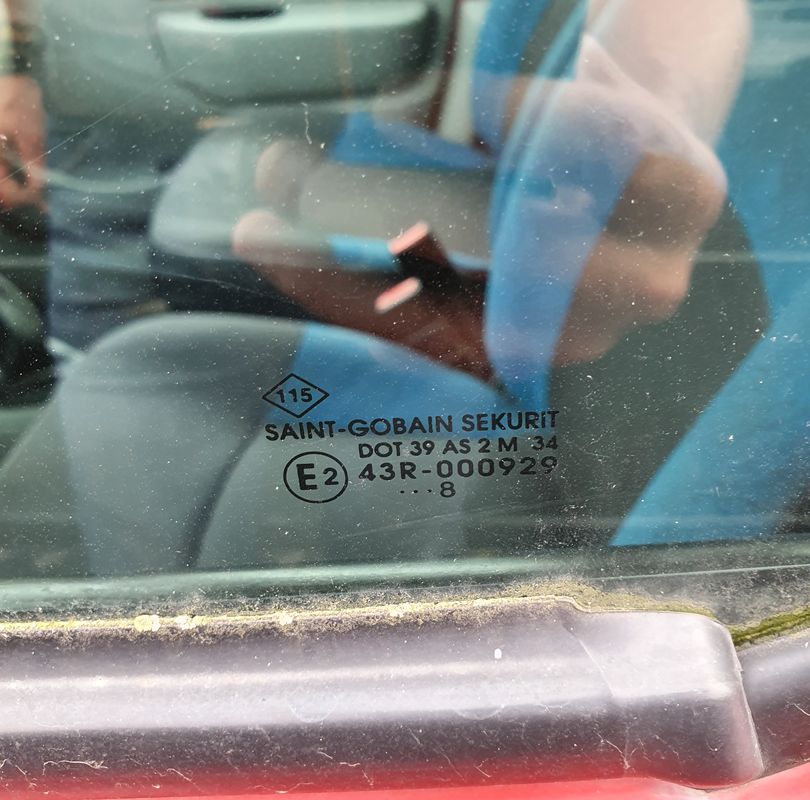 115
SAINT-GOBAIN SEKURIT
DOT 39 AS 2 M 34
E2 43R-000929
...8